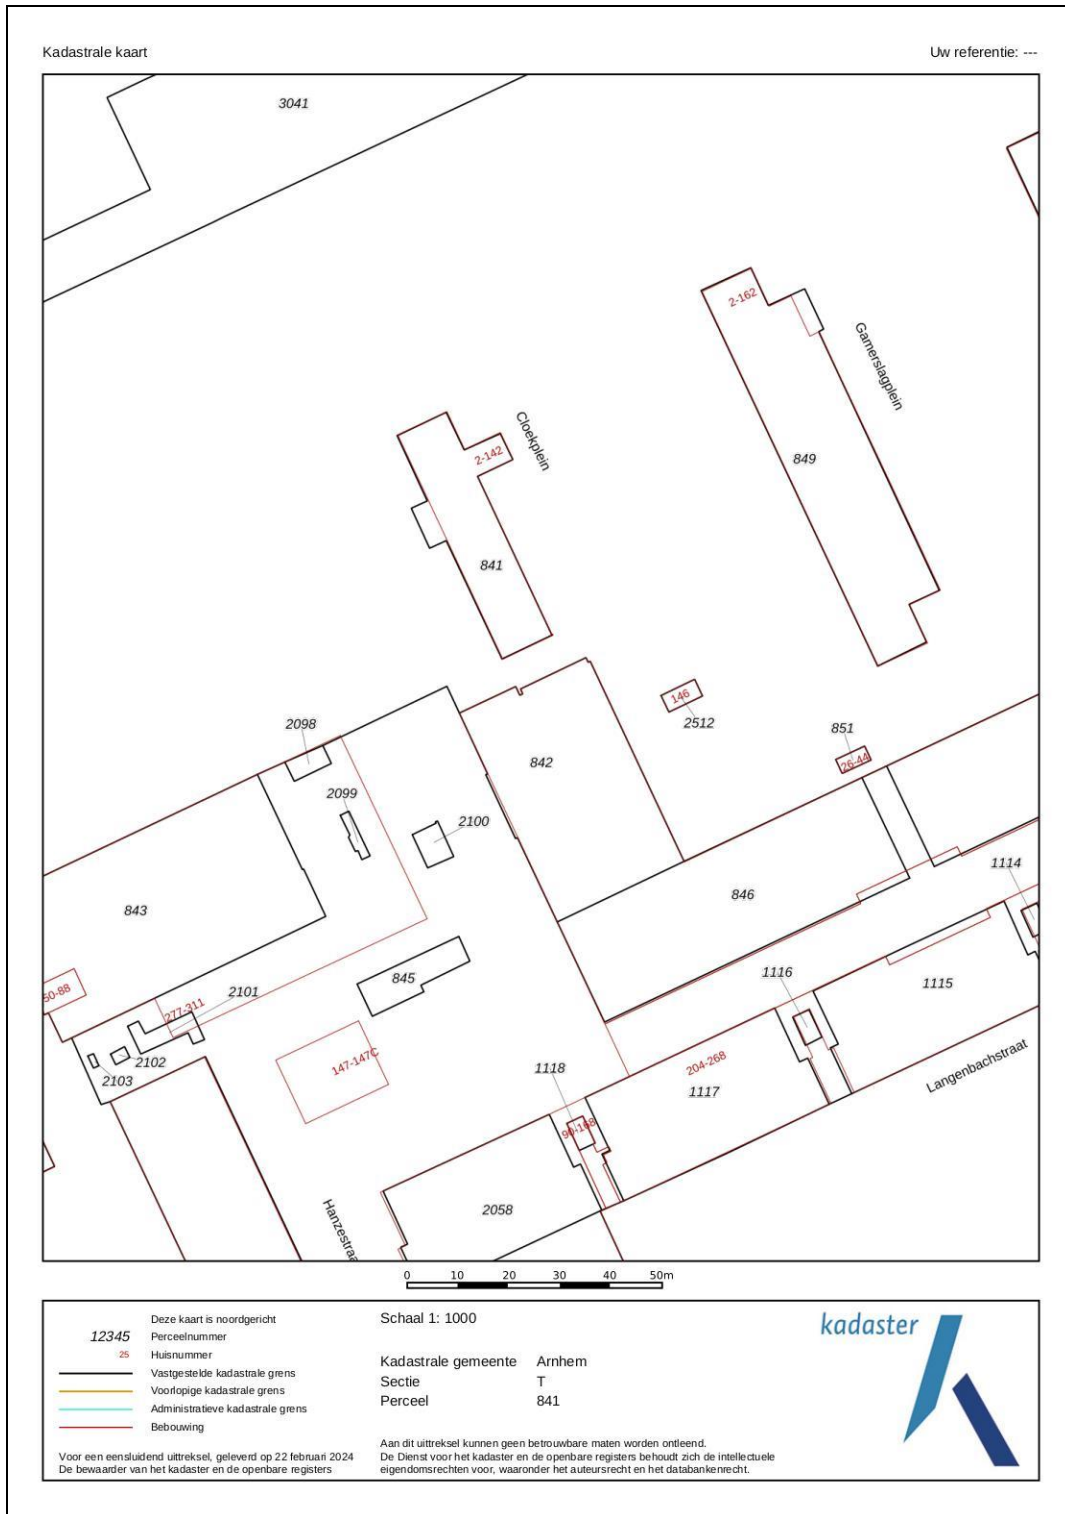 Kadastrale kaart
Uw referentie: ---
3041
2-162
Gamerslagplein
Cloekplein
2-142
849
841
146
2512
2098
851
26-44
842
2099
2100
1114
843
846
845
1116
1115
50-88
277-311
2101
2102
2103
147-147C
1118
204-268
1117
Langenbachstraat
90-168
2058
0 10 20 30 40 50m
Deze kaart is noordgericht
12345 Perceelnummer
25 Huisnummer
Vastgestelde kadastrale grens
Voorlopige kadastrale grens
Administratieve kadastrale grens
Bebouwing
Voor een eensluidend uittreksel, geleverd op 22 februari 2024
De bewaarder van het kadaster en de openbare registers
Schaal 1: 1000
Kadastrale gemeente Arnhem
Sectie T
Perceel 841
Aan dit uittreksel kunnen geen betrouwbare maten worden ontleend.
De Dienst voor het kadaster en de openbare registers behoudt zich de intellectuele
eigendomsrechten voor, waaronder het auteursrecht en het databankenrecht.
kadaster